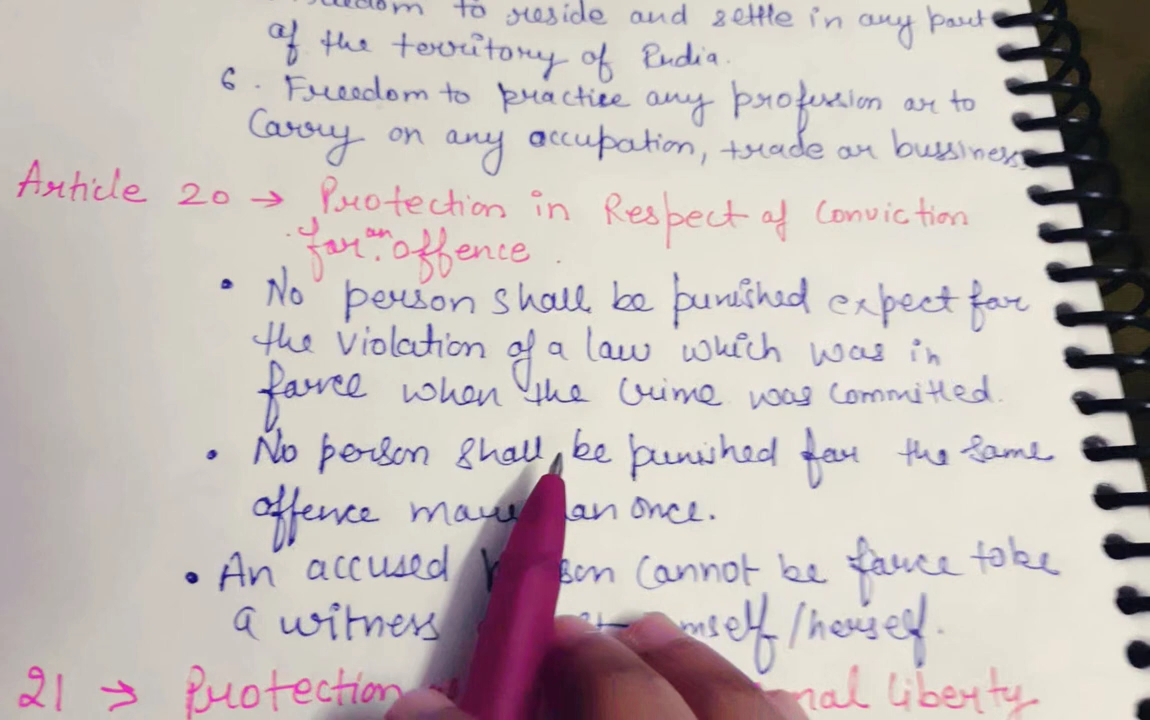 to reside and settle in any part
of the territory of India.
6. Freedom to practice any profession or to
Carry on any occupation, trade or bussiness
Article 20 → Protection in Respect of Conviction
for an offence.
• No person shall be punished expect for
the violation of a law which was in
force when the crime was committed.
• No person shall be punished for the same
offence more an once.
• An accused cannot be force to be
a witness /herself.
21 → Protection liberty